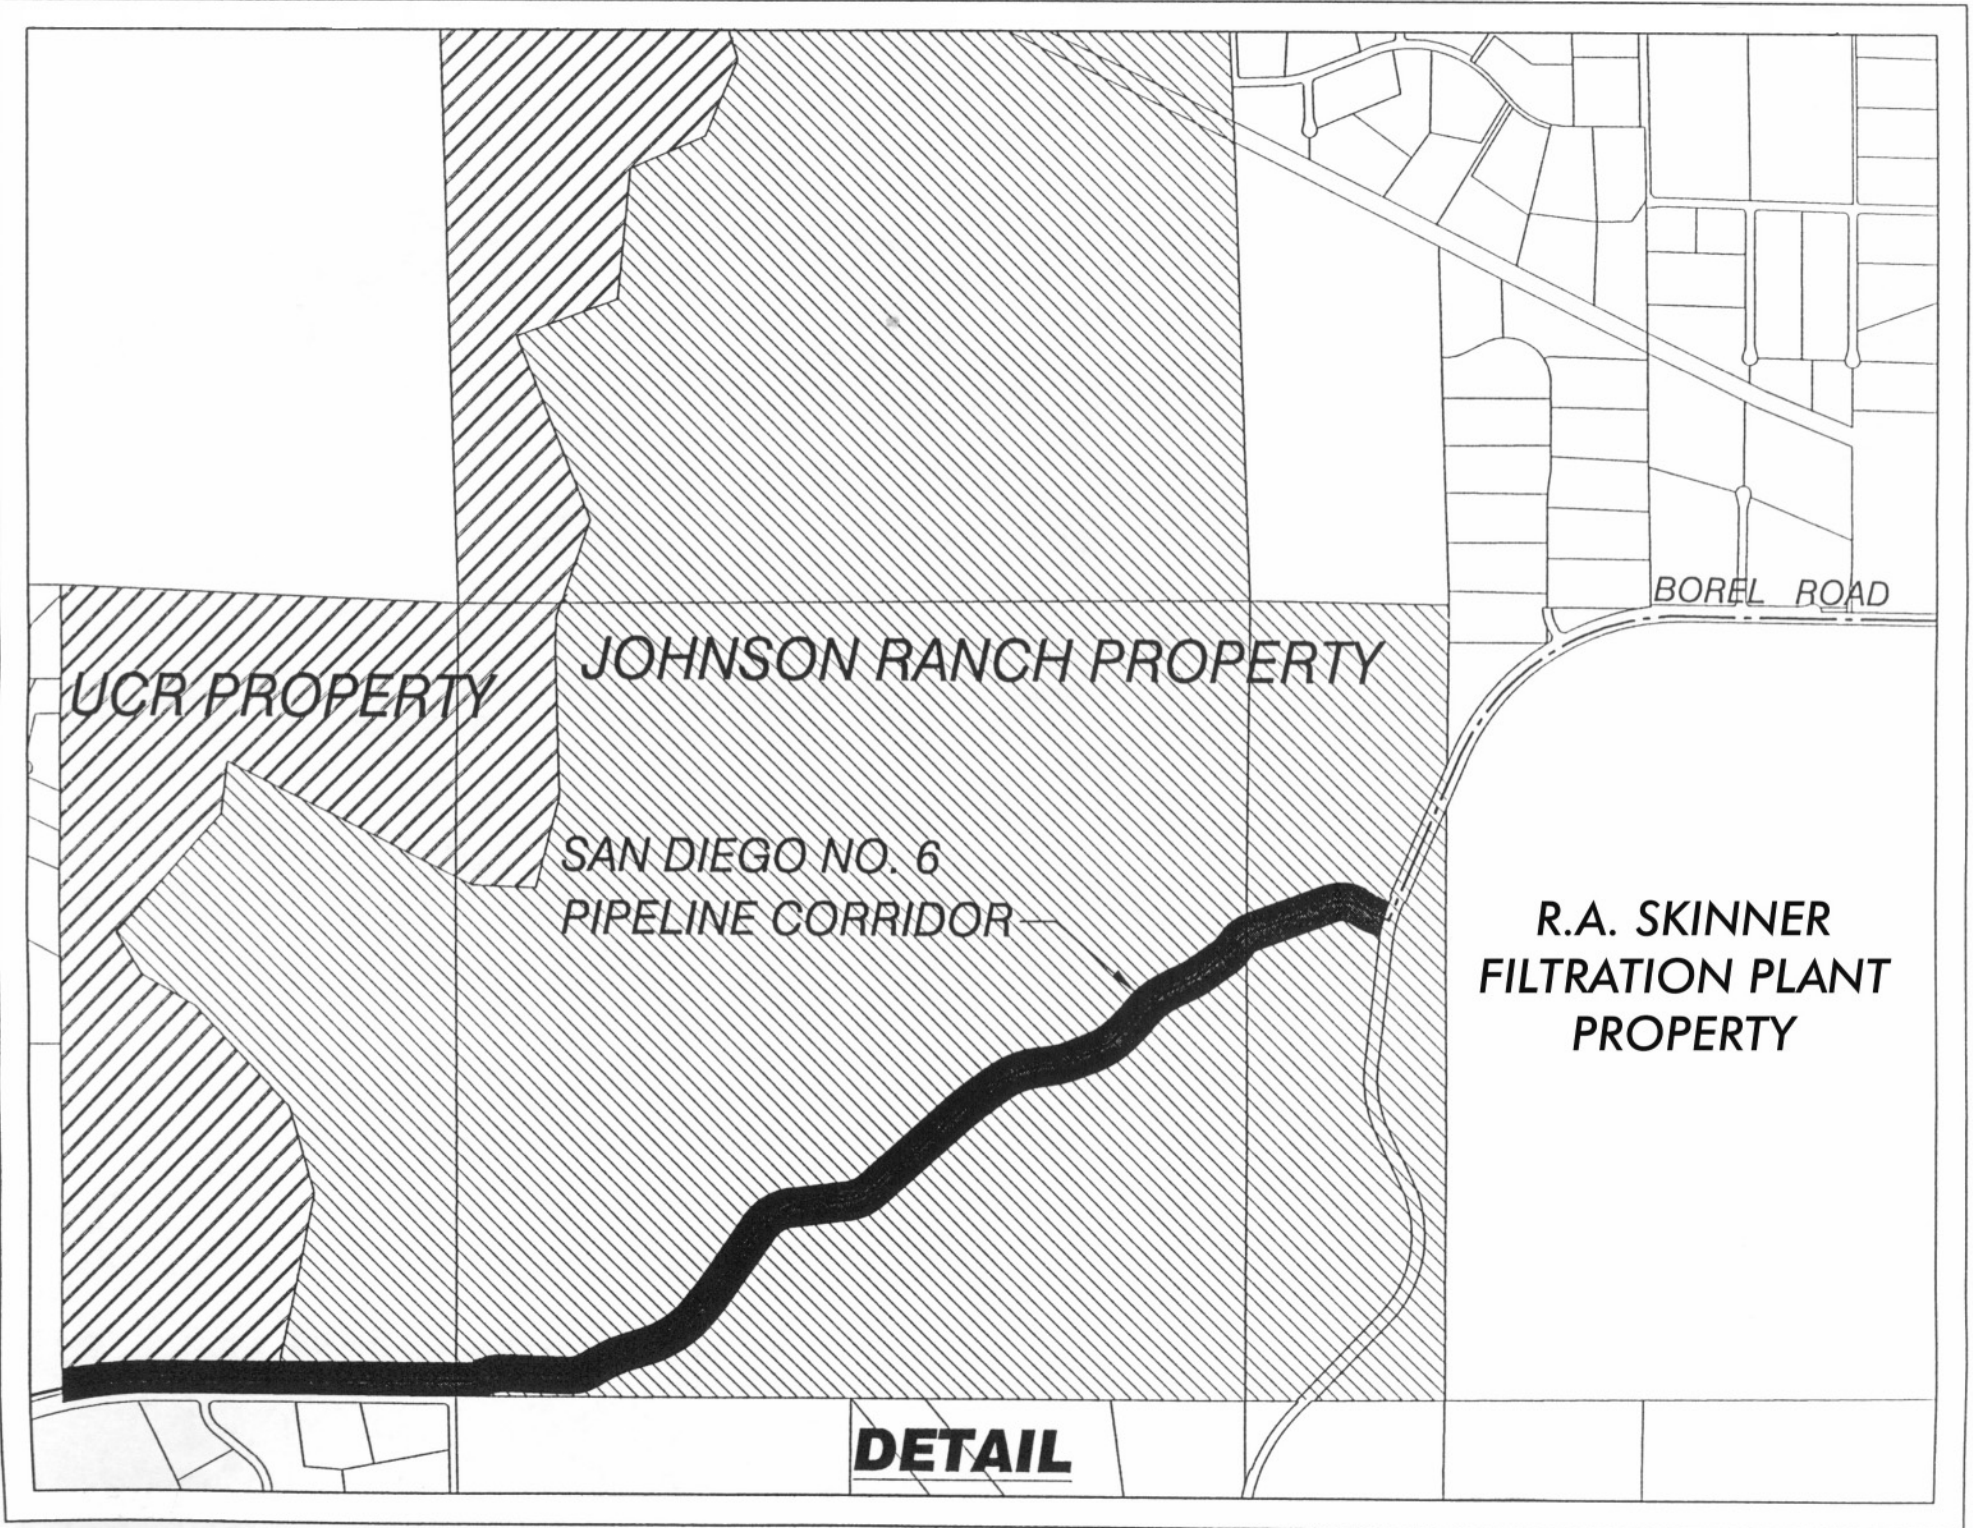 BOREL ROAD
JOHNSON RANCH PROPERTY
UCR PROPERTY
SAN DIEGO NO. 6
PIPELINE CORRIDOR
R.A. SKINNER
FILTRATION PLANT
PROPERTY
DETAIL